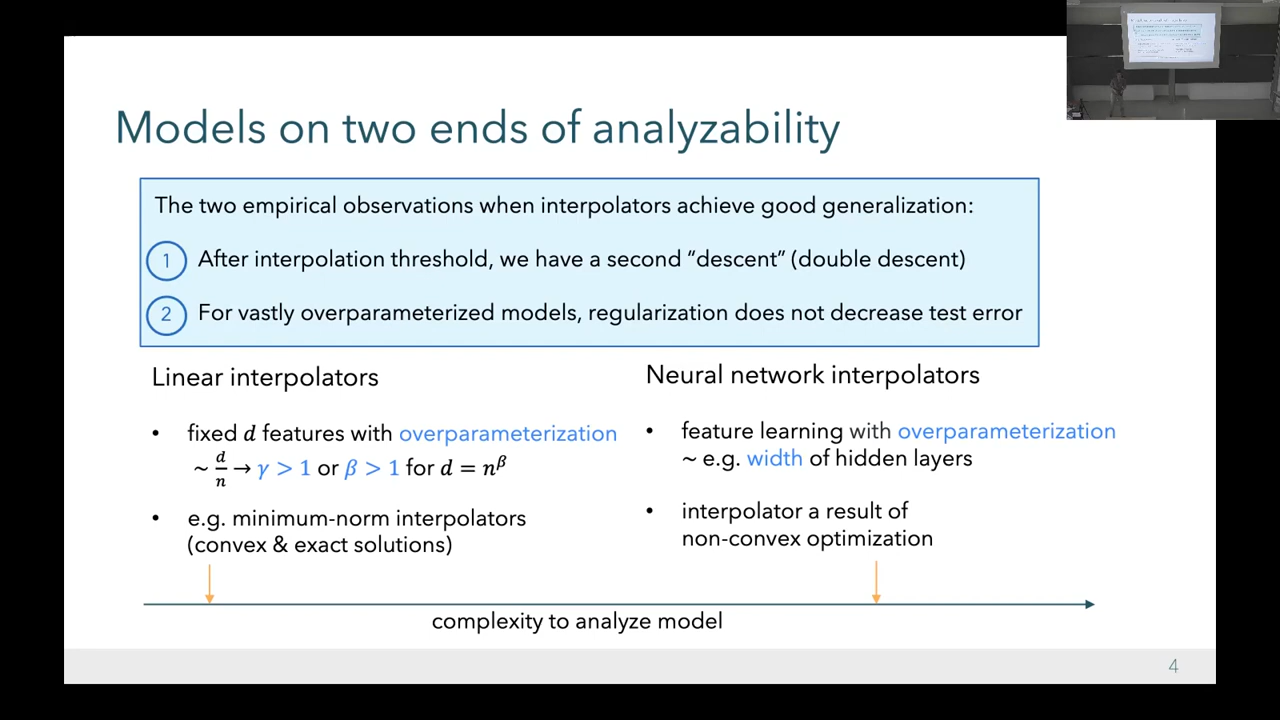 Models on two ends of analyzability
The two empirical observations when interpolators achieve good generalization:
1 After interpolation threshold, we have a second “descent” (double descent)
2 For vastly overparameterized models, regularization does not decrease test error
Linear interpolators
• fixed d features with overparameterization
~ d/n → γ > 1 or β > 1 for d = n^β
• e.g. minimum-norm interpolators
(convex & exact solutions)
Neural network interpolators
• feature learning with overparameterization
~ e.g. width of hidden layers
• interpolator a result of
non-convex optimization
complexity to analyze model
4